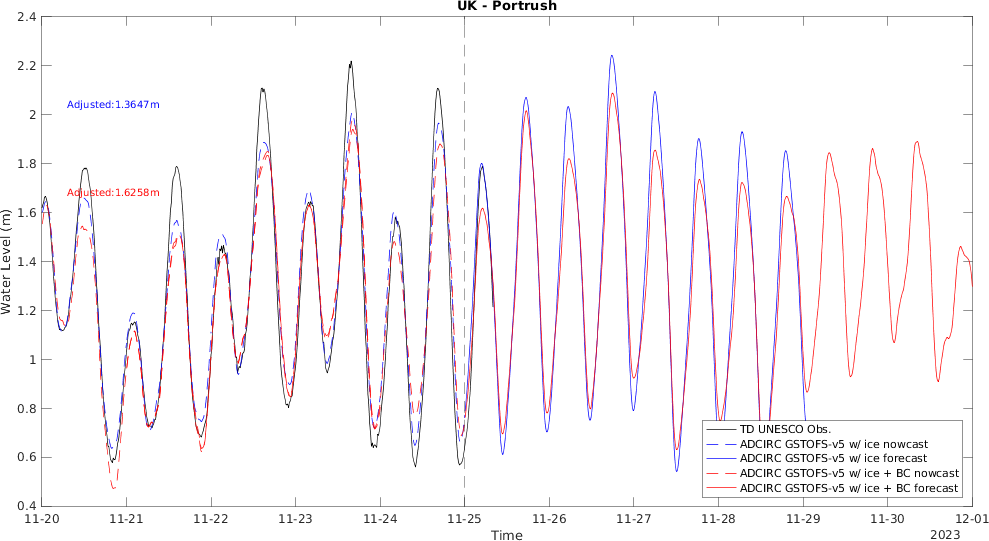 UK - Portrush
2.4
2.2
2
1.8
1.6
1.4
1.2
1
0.8
0.6
0.4
Water Level (m)
Adjusted:1.3647m
Adjusted:1.6258m
TD UNESCO Obs.
ADCIRC GSTOFS-v5 w/ ice nowcast
ADCIRC GSTOFS-v5 w/ ice forecast
ADCIRC GSTOFS-v5 w/ ice + BC nowcast
ADCIRC GSTOFS-v5 w/ ice + BC forecast
11-20 11-21 11-22 11-23 11-24 11-25 11-26 11-27 11-28 11-29 11-30 12-01
Time
2023